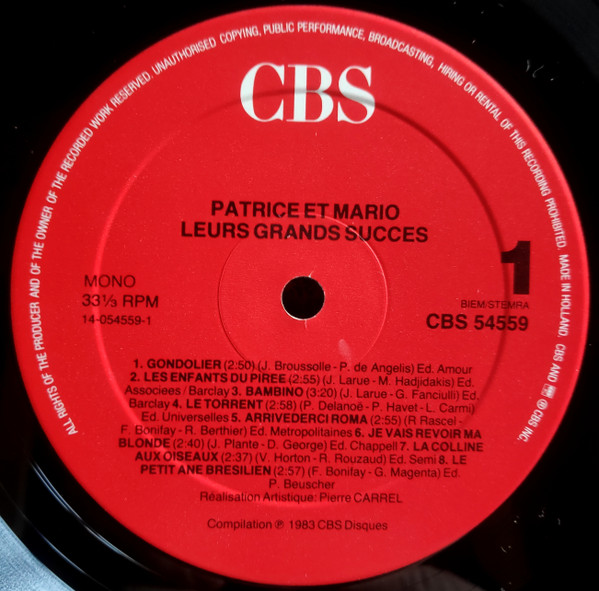 ALL RIGHTS OF THE PRODUCER AND OF THE OWNER OF THE RECORDED WORK RESERVED. UNAUTHORISED COPYING, PUBLIC PERFORMANCE, BROADCASTING, HIRING OR RENTAL OF THIS RECORDING PROHIBITED. MADE IN HOLLAND CBS AND ℗ CBS INC.
CBS
PATRICE ET MARIO
LEURS GRANDS SUCCES
1
MONO
33⅓ RPM
14-054559-1
BIEM/STEMRA
CBS 54559
1. GONDOLIER (2:50) (J. Broussolle - P. de Angelis) Ed. Amour
2. LES ENFANTS DU PIREE (2:55) (J. Larue - M. Hadjidakis) Ed.
Associees / Barclay 3. BAMBINO (3:20) (J. Larue - G. Fanciulli) Ed.
Barclay 4. LE TORRENT (2:58) (P. Delanoë - P. Havet - L. Carmi)
Ed. Universelles 5. ARRIVEDERCI ROMA (2:55) (R Rascel -
F. Bonifay - R. Berthier) Ed. Metropolitaines 6. JE VAIS REVOIR MA
BLONDE (2:40) (J. Plante - D. George) Ed. Chappell 7. LA COLLINE
AUX OISEAUX (2:37) (V. Horton - R. Rouzaud) Ed. Semi 8. LE
PETIT ANE BRESILIEN (2:57) (F. Bonifay - G. Magenta) Ed.
P. Beuscher
Réalisation Artistique: Pierre CARREL
Compilation ℗ 1983 CBS Disques